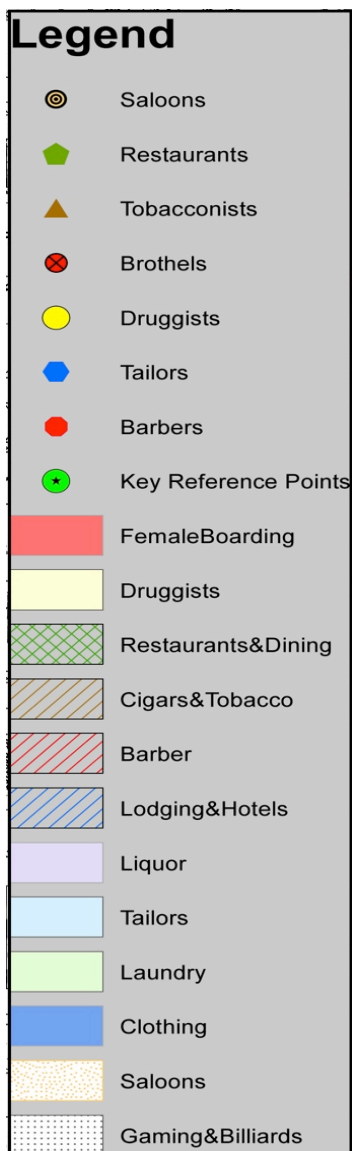 Legend
Saloons
Restaurants
Tobacconists
Brothels
Druggists
Tailors
Barbers
Key Reference Points
FemaleBoarding
Druggists
Restaurants&Dining
Cigars&Tobacco
Barber
Lodging&Hotels
Liquor
Tailors
Laundry
Clothing
Saloons
Gaming&Billiards